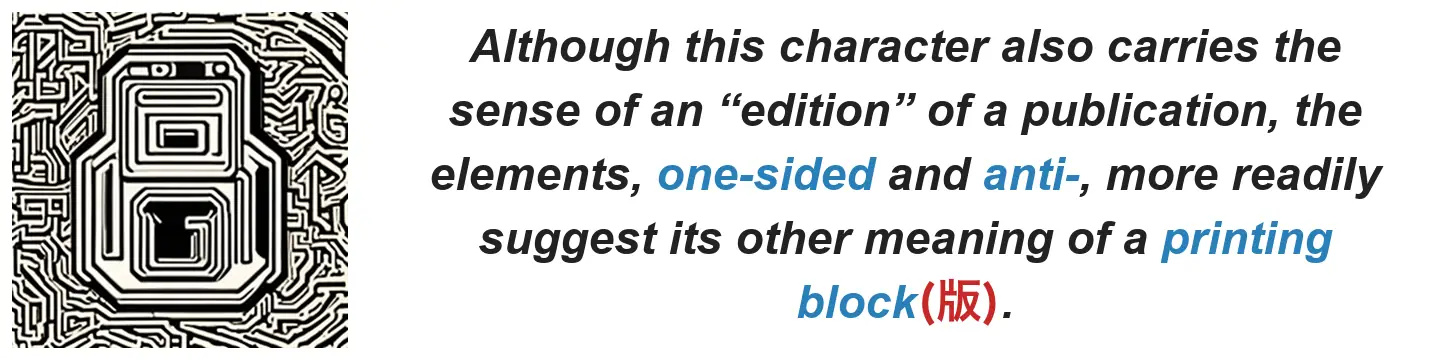 Although this character also carries the
sense of an “edition” of a publication, the
elements, one-sided and anti-, more readily
suggest its other meaning of a printing
block(版).